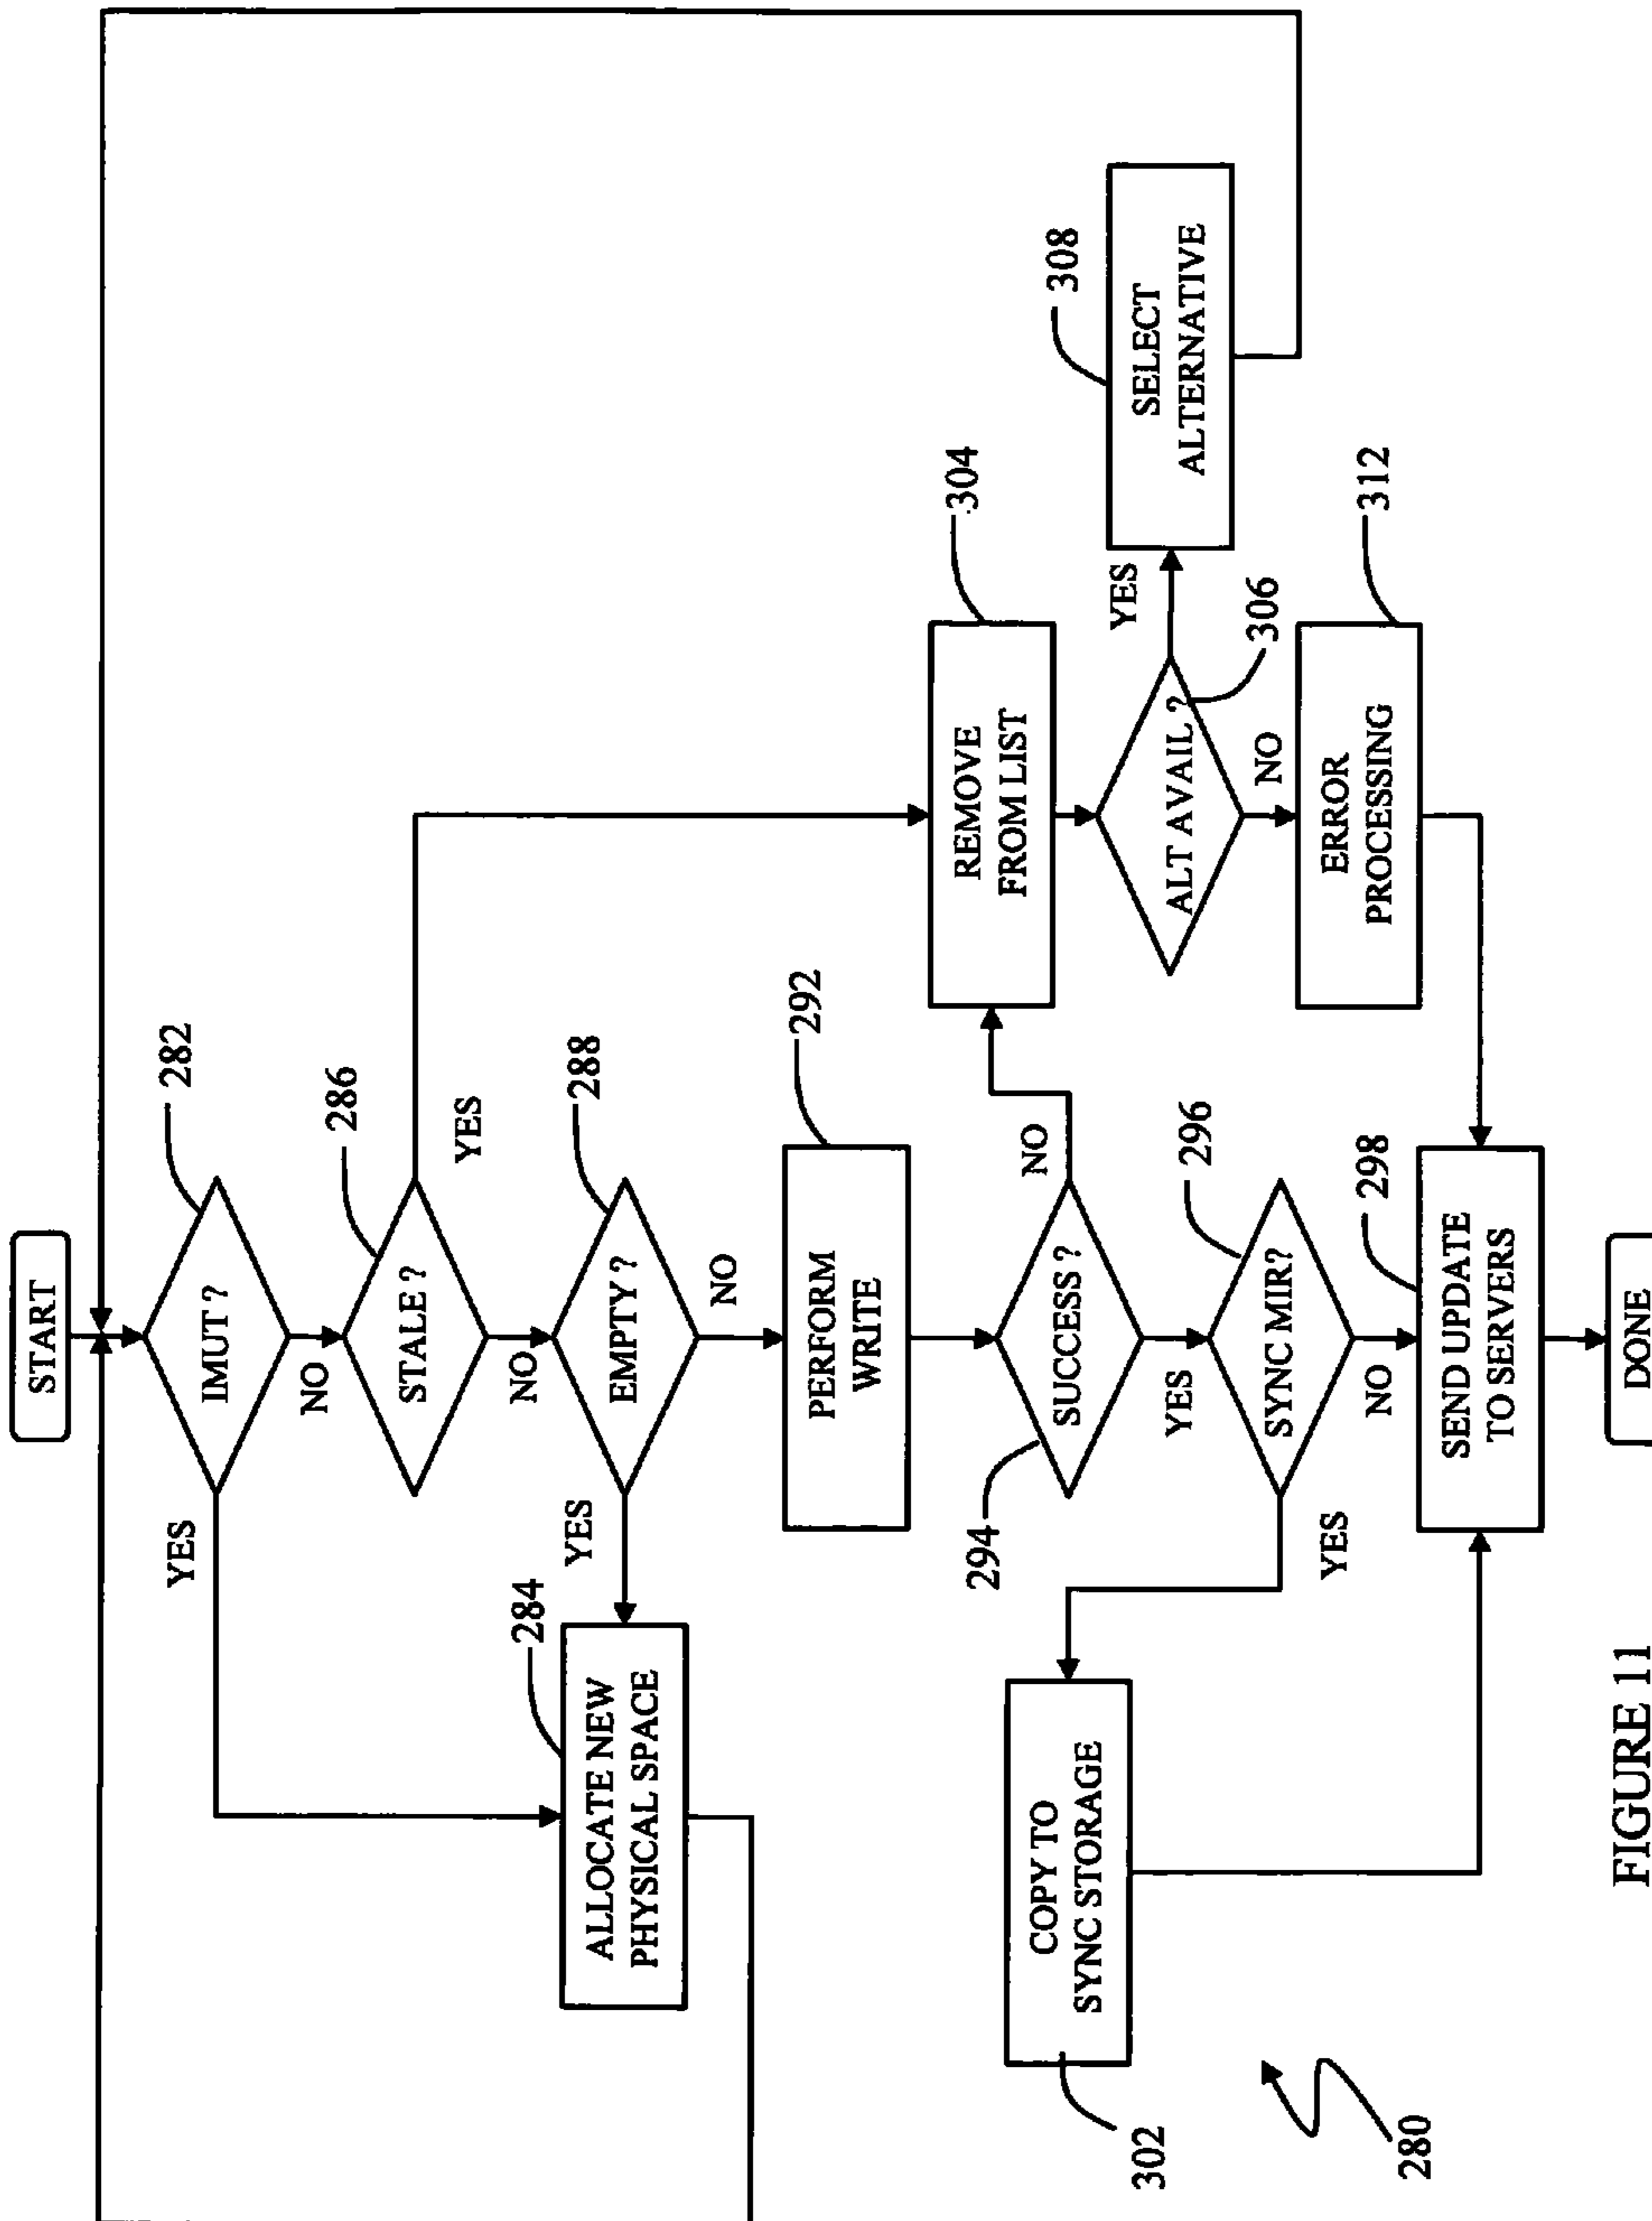 START
IMUT ?
282
YES
NO
STALE ?
286
YES
NO
EMPTY ?
288
YES
NO
ALLOCATE NEW
PHYSICAL SPACE
284
PERFORM
WRITE
292
SUCCESS ?
294
NO
YES
REMOVE
FROM LIST
304
ALT AVAIL ?
306
YES
NO
SELECT
ALTERNATIVE
308
ERROR
PROCESSING
312
SYNC MIR?
296
YES
NO
COPY TO
SYNC STORAGE
302
SEND UPDATE
TO SERVERS
298
DONE
280
FIGURE 11